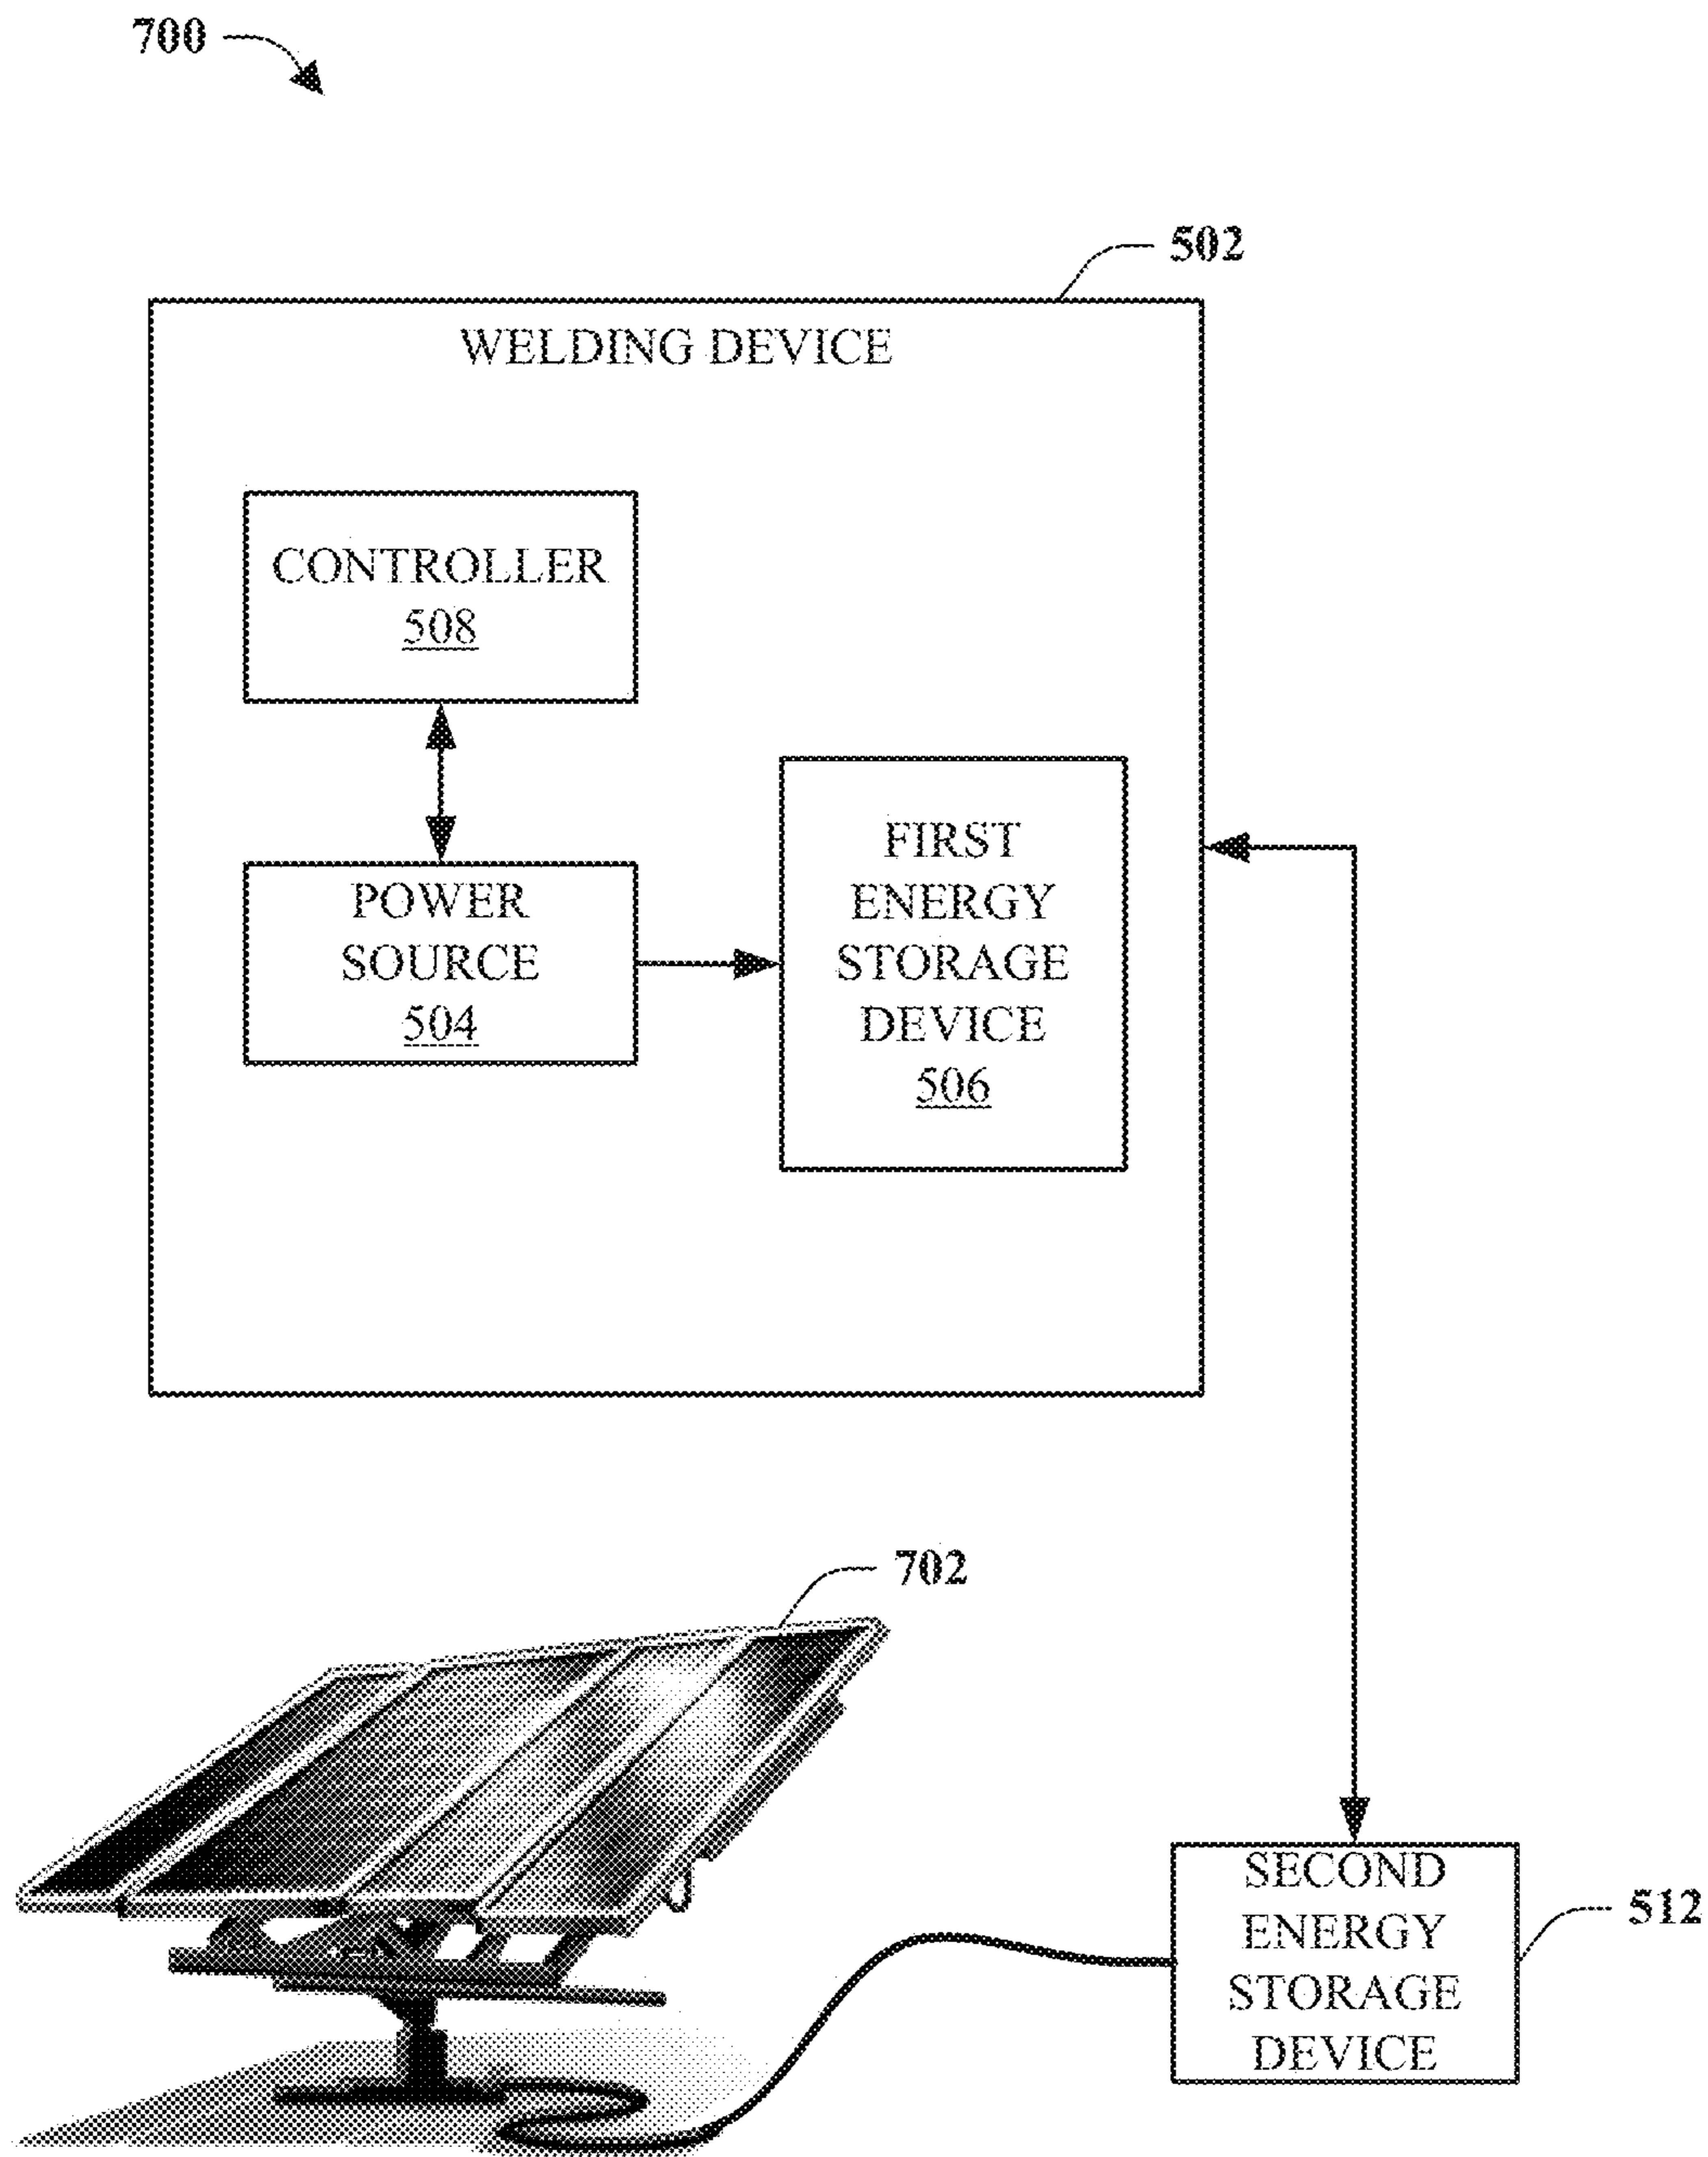 700
502
WELDING DEVICE
CONTROLLER
508
POWER
SOURCE
504
FIRST
ENERGY
STORAGE
DEVICE
506
702
SECOND
ENERGY
STORAGE
DEVICE
512